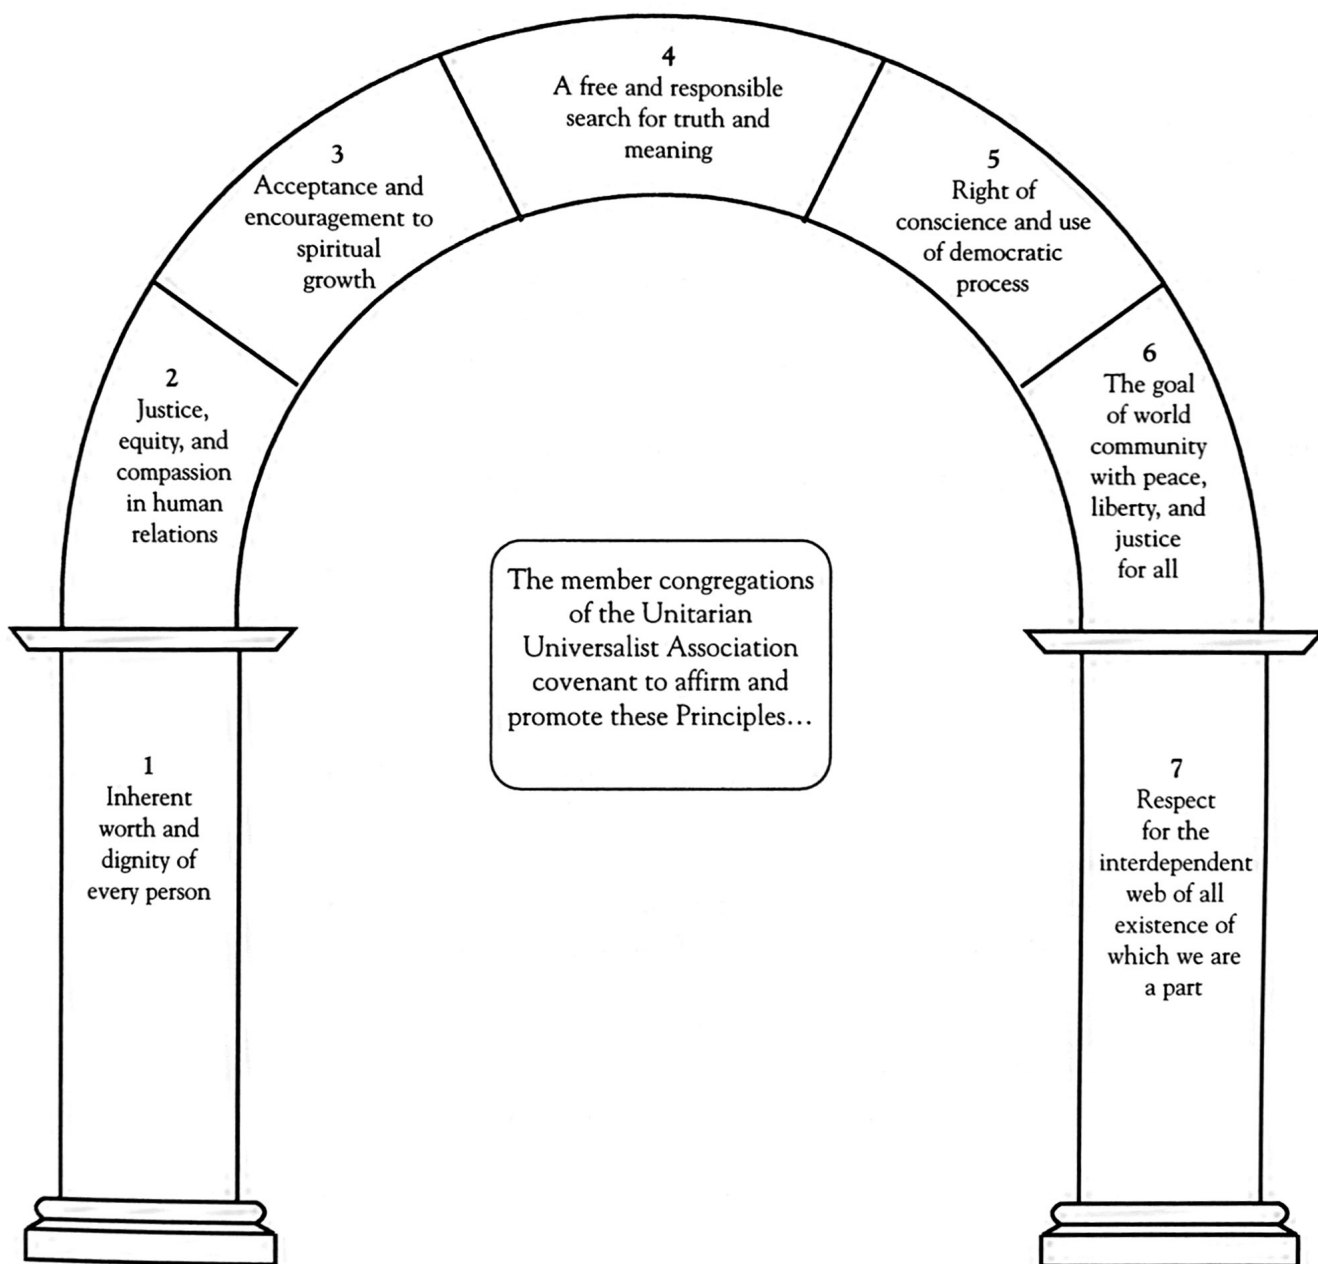 4
A free and responsible
search for truth and
meaning
3
Acceptance and
encouragement to
spiritual
growth
5
Right of
conscience and use
of democratic
process
2
Justice,
equity, and
compassion
in human
relations
6
The goal
of world
community
with peace,
liberty, and
justice
for all
The member congregations
of the Unitarian
Universalist Association
covenant to affirm and
promote these Principles...
1
Inherent
worth and
dignity of
every person
7
Respect
for the
interdependent
web of all
existence of
which we are
a part